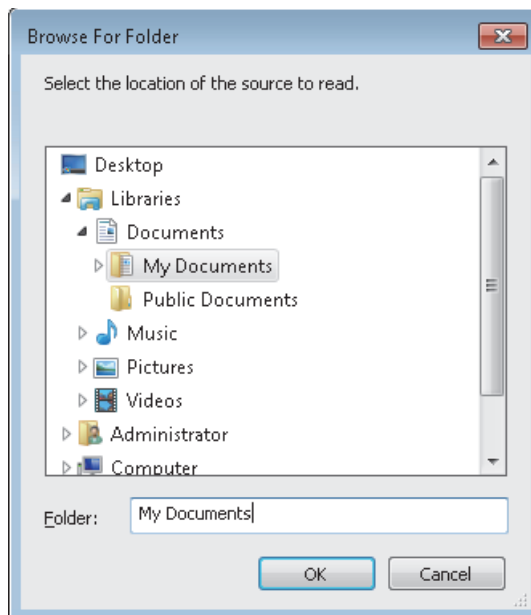 Browse For Folder
Select the location of the source to read.
Desktop
Libraries
Documents
My Documents
Public Documents
Music
Pictures
Videos
Administrator
Computer
Folder: My Documents
OK Cancel